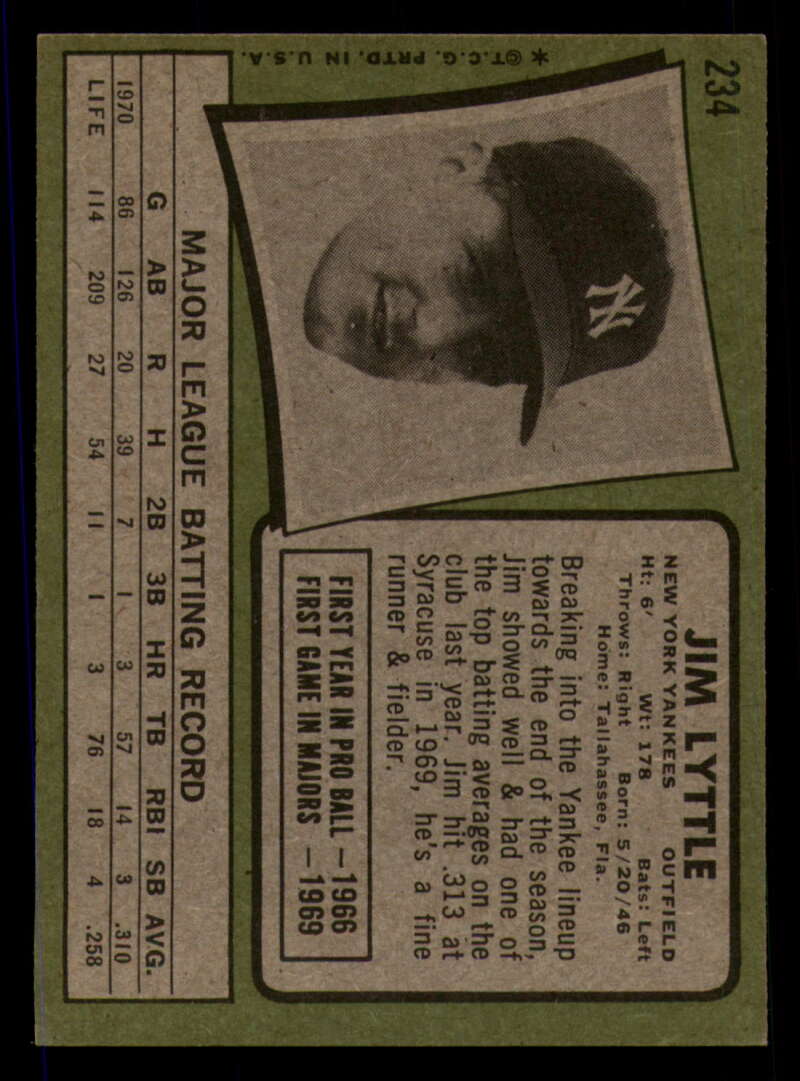 234
* ©T.C.G. PRTD. IN U.S.A.
NY
JIM LYTTLE
NEW YORK YANKEES OUTFIELD
Ht: 6' Wt: 178 Bats: Left
Throws: Right Born: 5/20/46
Home: Tallahassee, Fla.
Breaking into the Yankee lineup
towards the end of the season,
Jim showed well & had one of
the top batting averages on the
club last year. Jim hit .313 at
Syracuse in 1969, he's a fine
runner & fielder.
FIRST YEAR IN PRO BALL — 1966
FIRST GAME IN MAJORS — 1969
MAJOR LEAGUE BATTING RECORD
G AB R H 2B 3B HR TB RBI SB AVG.
1970 86 126 20 39 7 1 3 57 14 3 .310
LIFE 114 209 27 54 11 1 3 76 18 4 .258